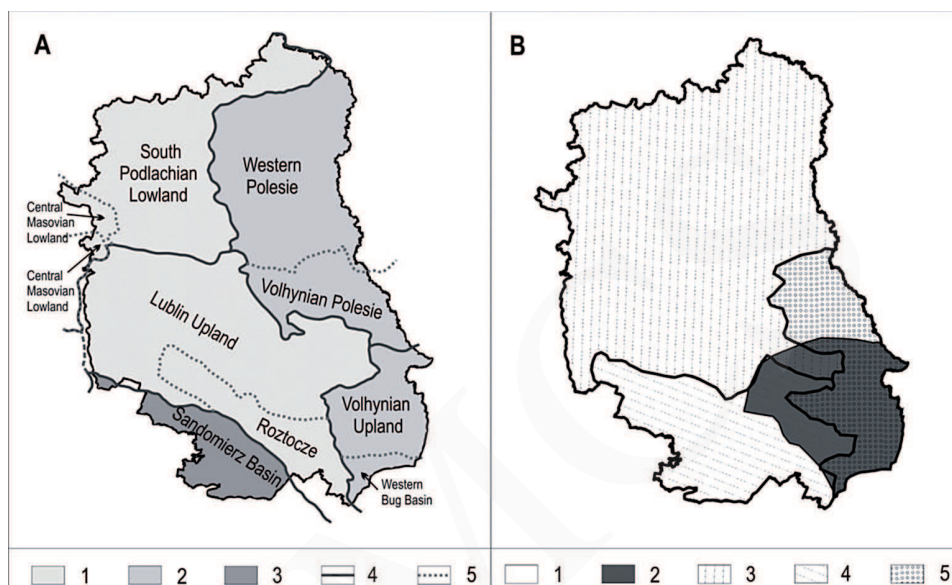 A
South
Podlachian
Lowland
Western
Polesie
Central
Masovian
Lowland
Central
Masovian
Lowland
Volhynian Polesie
Lublin Upland
Volhynian
Upland
Roztocze
Sandomierz Basin
Western
Bug Basin
1 2 3 4 5
B
1 2 3 4 5